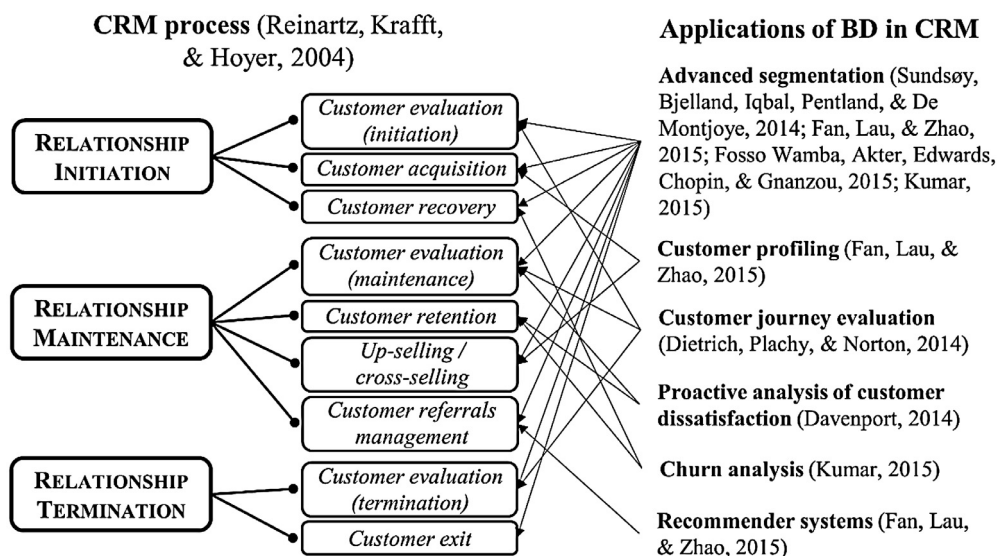 CRM process (Reinartz, Krafft,
& Hoyer, 2004)
RELATIONSHIP
INITIATION
Customer evaluation
(initiation)
Customer acquisition
Customer recovery
RELATIONSHIP
MAINTENANCE
Customer evaluation
(maintenance)
Customer retention
Up-selling /
cross-selling
Customer referrals
management
RELATIONSHIP
TERMINATION
Customer evaluation
(termination)
Customer exit
Applications of BD in CRM
Advanced segmentation (Sundsøy,
Bjelland, Iqbal, Pentland, & De
Montjoye, 2014; Fan, Lau, & Zhao,
2015; Fosso Wamba, Akter, Edwards,
Chopin, & Gnanzou, 2015; Kumar,
2015)
Customer profiling (Fan, Lau, &
Zhao, 2015)
Customer journey evaluation
(Dietrich, Plachy, & Norton, 2014)
Proactive analysis of customer
dissatisfaction (Davenport, 2014)
Churn analysis (Kumar, 2015)
Recommender systems (Fan, Lau,
& Zhao, 2015)